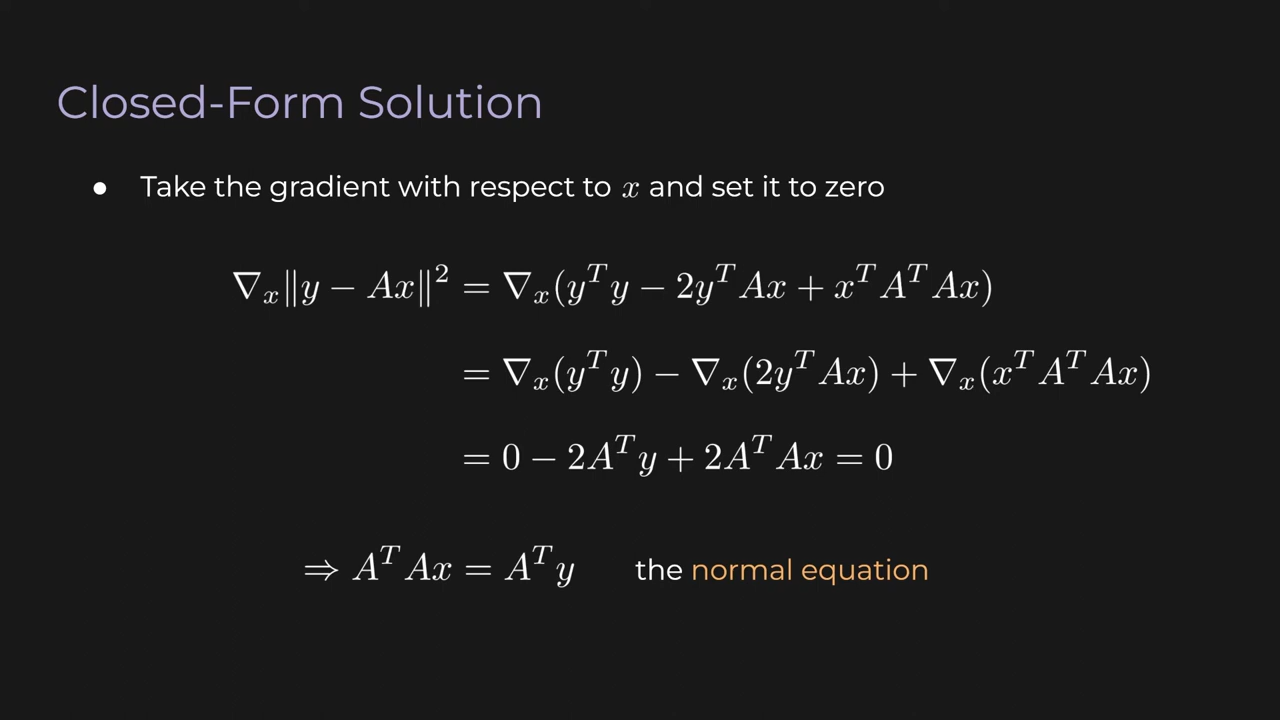 Closed-Form Solution
● Take the gradient with respect to x and set it to zero
∇ₓ‖y − Ax‖² = ∇ₓ(yᵀy − 2yᵀAx + xᵀAᵀAx)
= ∇ₓ(yᵀy) − ∇ₓ(2yᵀAx) + ∇ₓ(xᵀAᵀAx)
= 0 − 2Aᵀy + 2AᵀAx = 0
⇒ AᵀAx = Aᵀy the normal equation